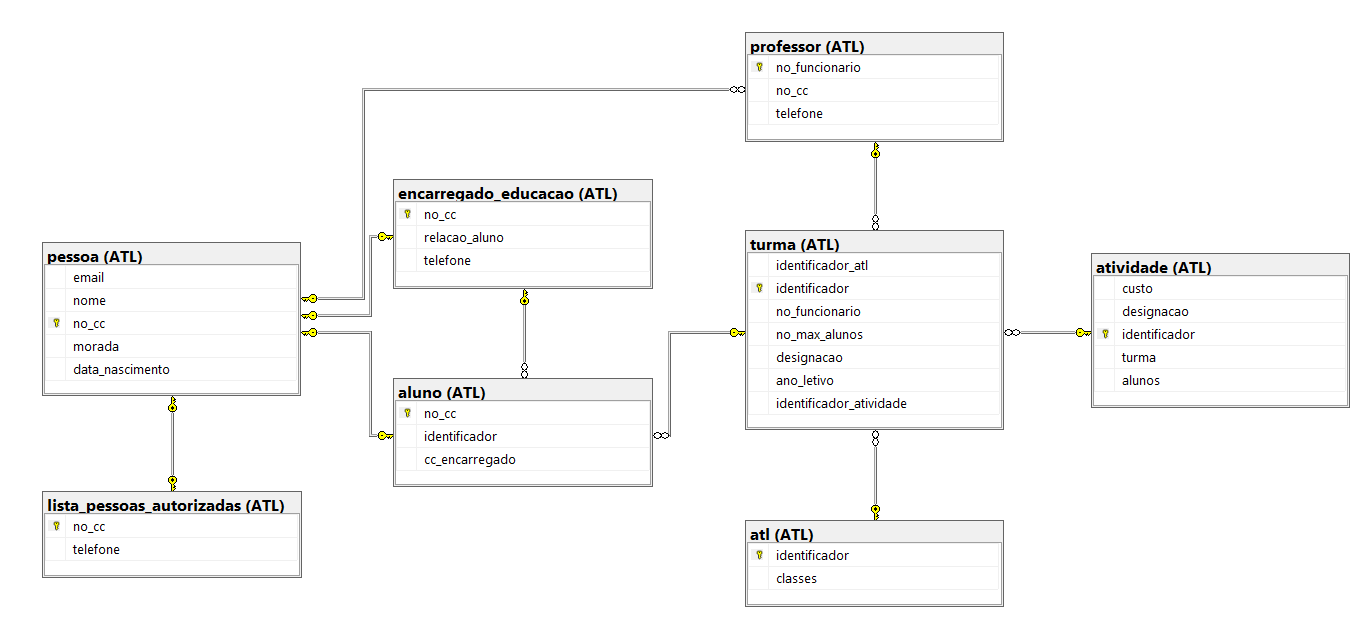 professor (ATL)
no_funcionario
no_cc
telefone
encarregado_educacao (ATL)
no_cc
relacao_aluno
telefone
pessoa (ATL)
email
nome
no_cc
morada
data_nascimento
turma (ATL)
identificador_atl
identificador
no_funcionario
no_max_alunos
designacao
ano_letivo
identificador_atividade
atividade (ATL)
custo
designacao
identificador
turma
alunos
aluno (ATL)
no_cc
identificador
cc_encarregado
lista_pessoas_autorizadas (ATL)
no_cc
telefone
atl (ATL)
identificador
classes